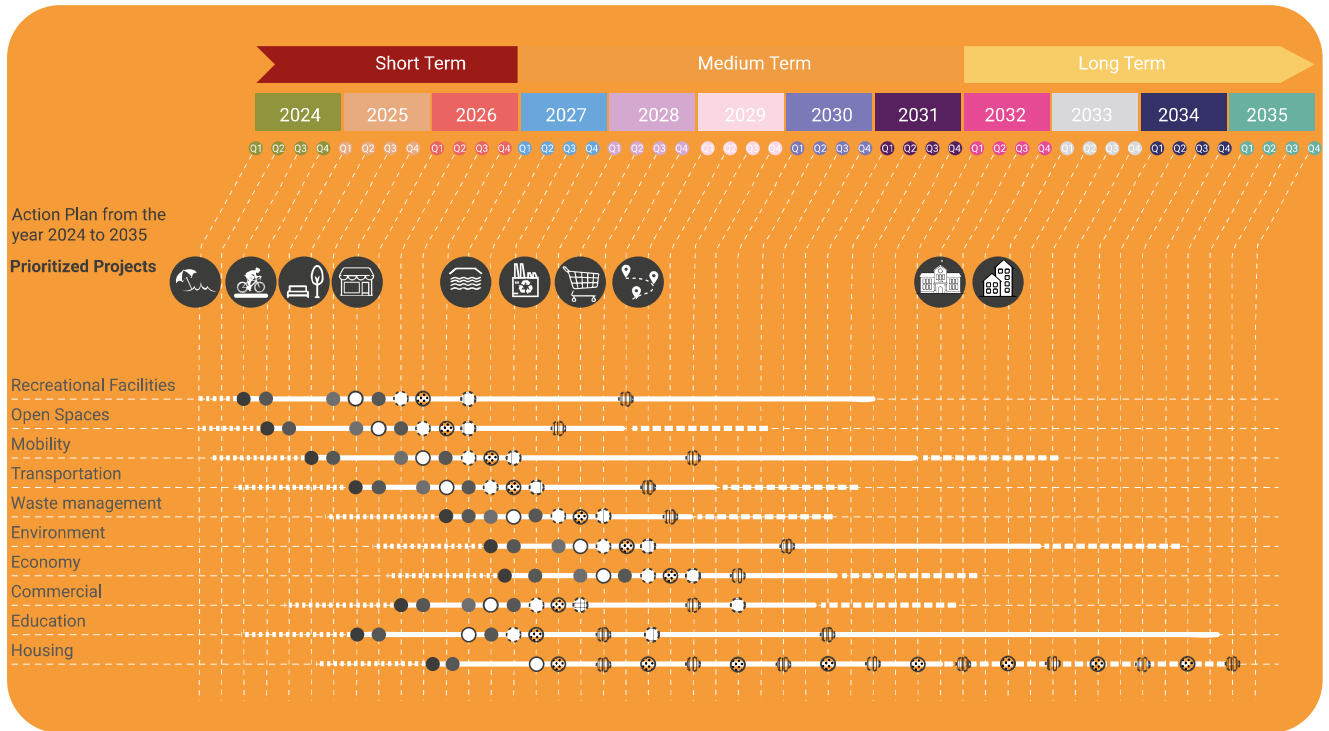 Short Term Medium Term Long Term
2024 2025 2026 2027 2028 2029 2030 2031 2032 2033 2034 2035
Q1 Q2 Q3 Q4 Q1 Q2 Q3 Q4 Q1 Q2 Q3 Q4 Q1 Q2 Q3 Q4 Q1 Q2 Q3 Q4 Q1 Q2 Q3 Q4 Q1 Q2 Q3 Q4 Q1 Q2 Q3 Q4 Q1 Q2 Q3 Q4 Q1 Q2 Q3 Q4 Q1 Q2 Q3 Q4 Q1 Q2 Q3 Q4
Action Plan from the
year 2024 to 2035
Prioritized Projects
Recreational Facilities
Open Spaces
Mobility
Transportation
Waste management
Environment
Economy
Commercial
Education
Housing